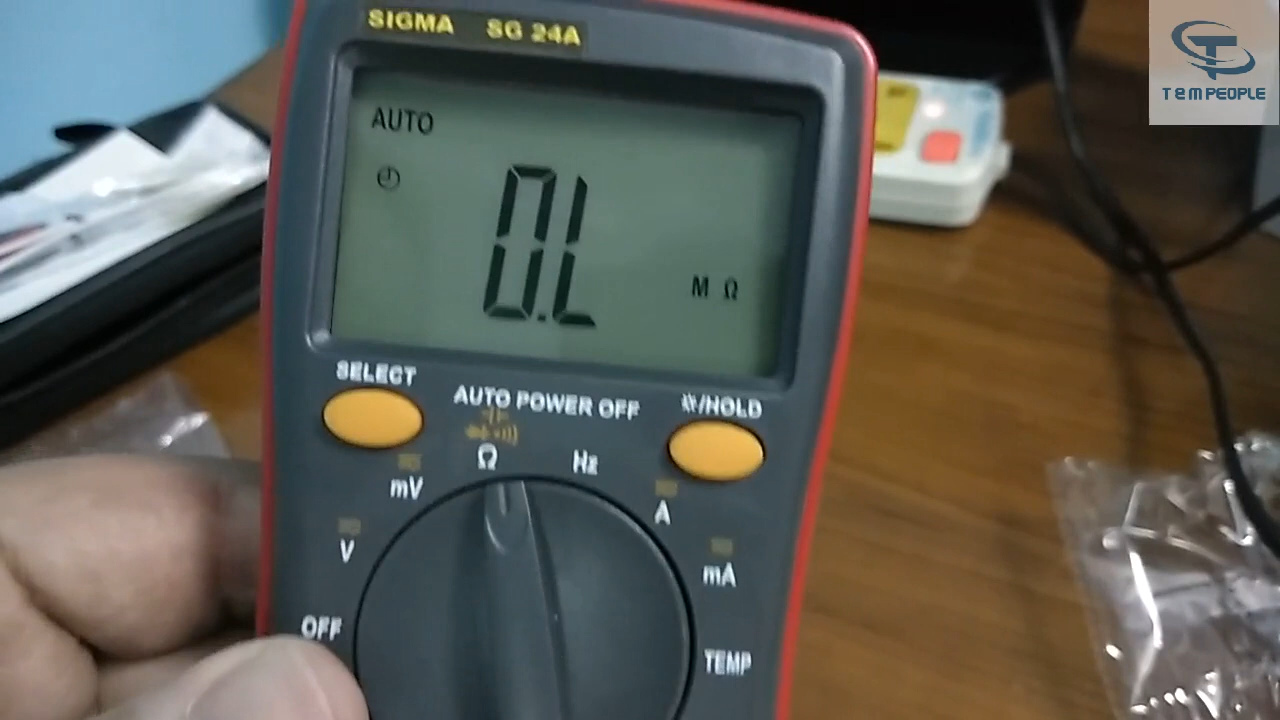 SIGMA SG 24A
TEMPEOPLE
AUTO
0.L
M Ω
SELECT
AUTO POWER OFF
☼/HOLD
Ω
Hz
mV
A
V
mA
OFF
TEMP